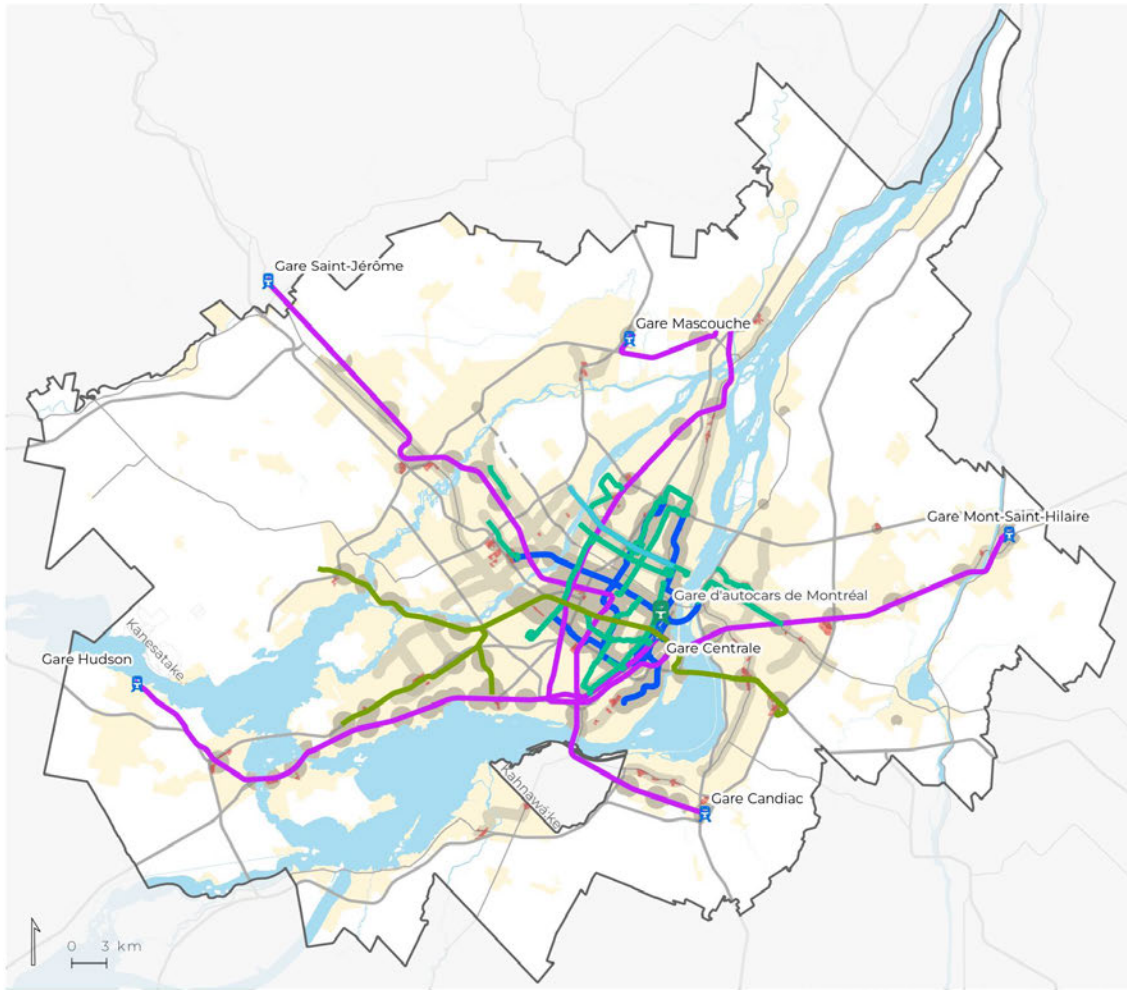 Gare Saint-Jérôme
Gare Mascouche
Gare Mont-Saint-Hilaire
Gare d'autocars de Montréal
Gare Centrale
Kanesatake
Gare Hudson
Kahnawá:ke
Gare Candiac
0 3 km